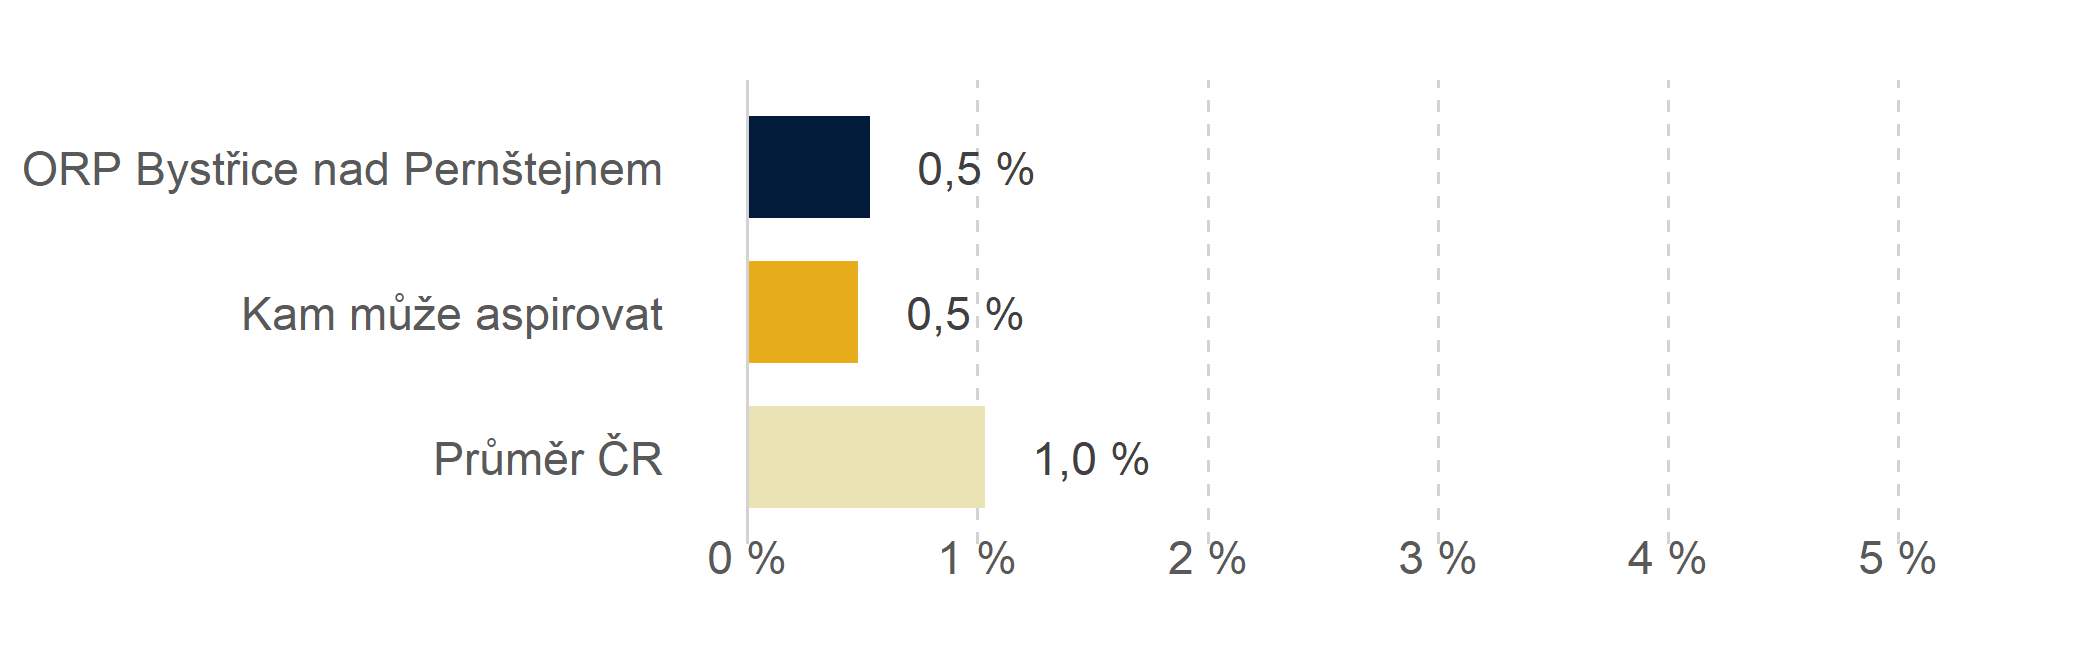 ORP Bystřice nad Pernštejnem 0,5 %
Kam může aspirovat 0,5 %
Průměr ČR 1,0 %
0 % 1 % 2 % 3 % 4 % 5 %